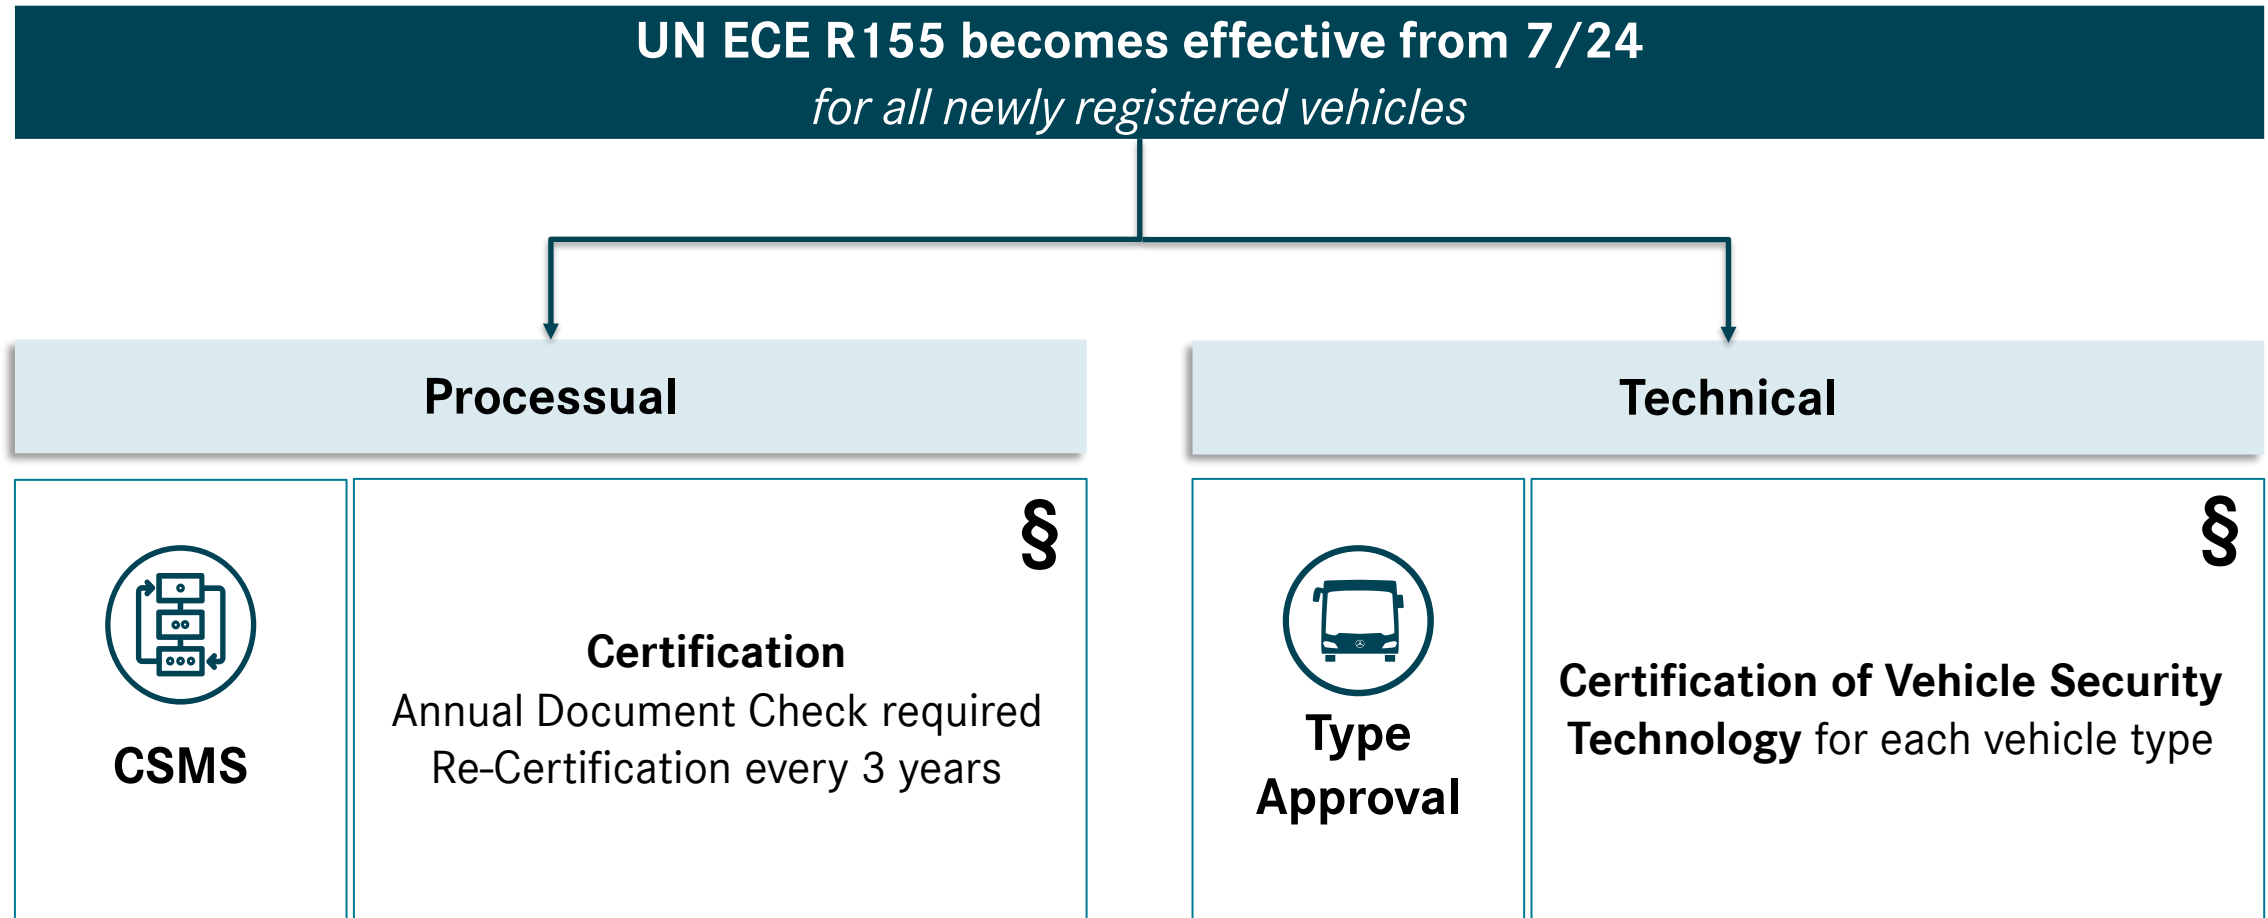 UN ECE R155 becomes effective from 7/24
for all newly registered vehicles
Processual
Technical
CSMS
§
Certification
Annual Document Check required
Re-Certification every 3 years
Type
Approval
§
Certification of Vehicle Security
Technology for each vehicle type